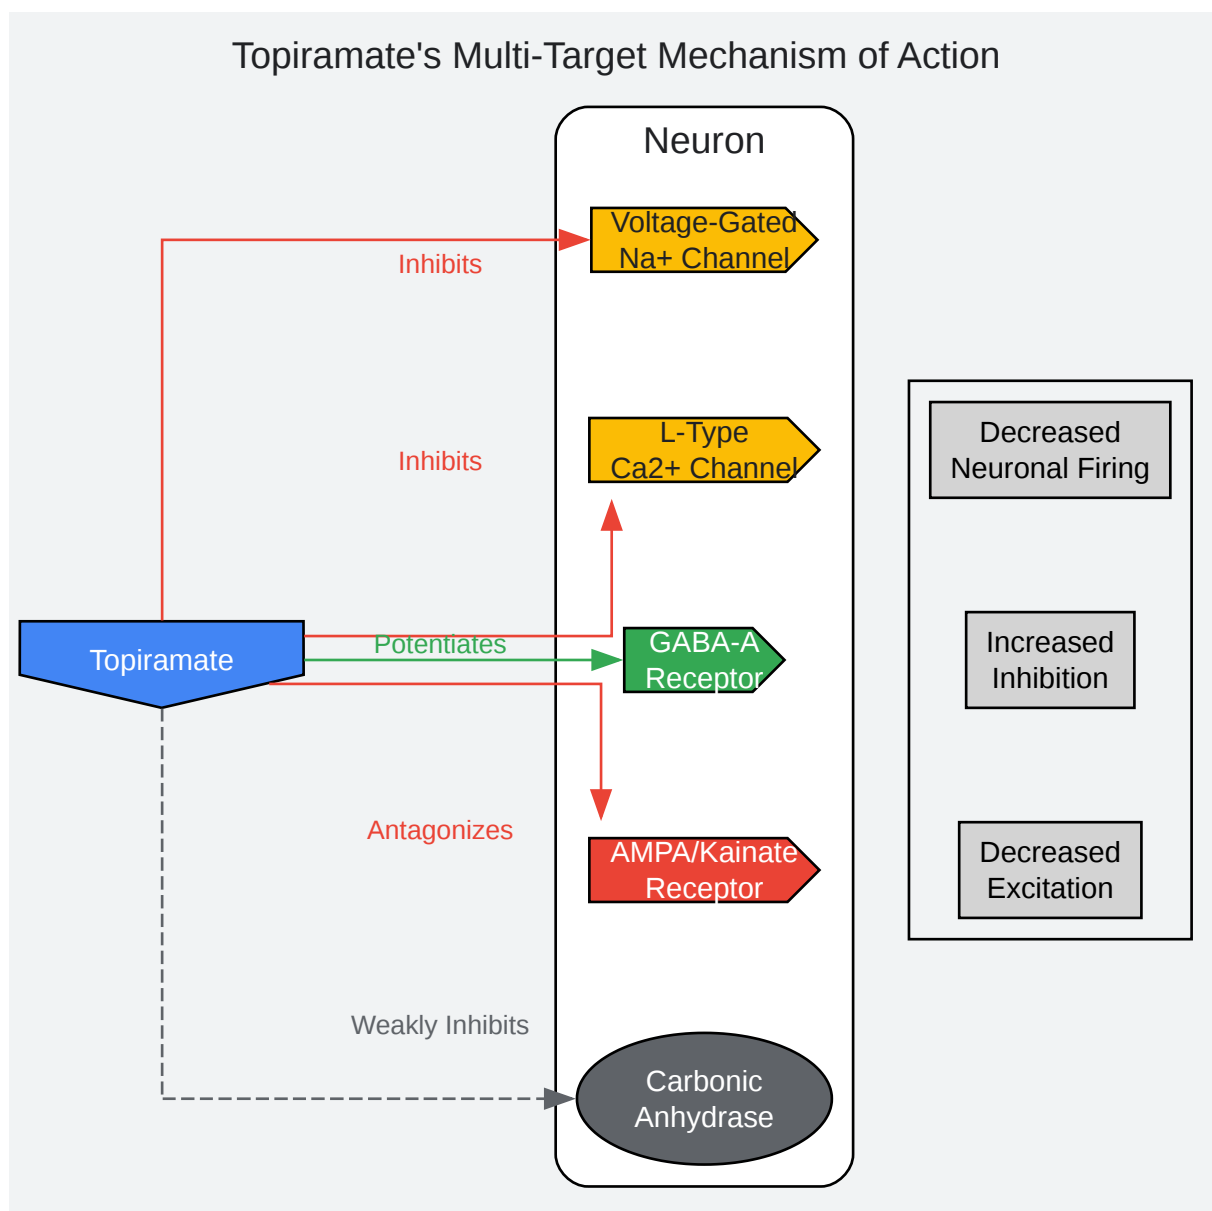 Topiramate's Multi-Target Mechanism of Action
Neuron
Voltage-Gated
Na+ Channel
Inhibits
L-Type
Ca2+ Channel
Inhibits
Decreased
Neuronal Firing
Topiramate
Potentiates
GABA-A
Receptor
Increased
Inhibition
Antagonizes
AMPA/Kainate
Receptor
Decreased
Excitation
Weakly Inhibits
Carbonic
Anhydrase